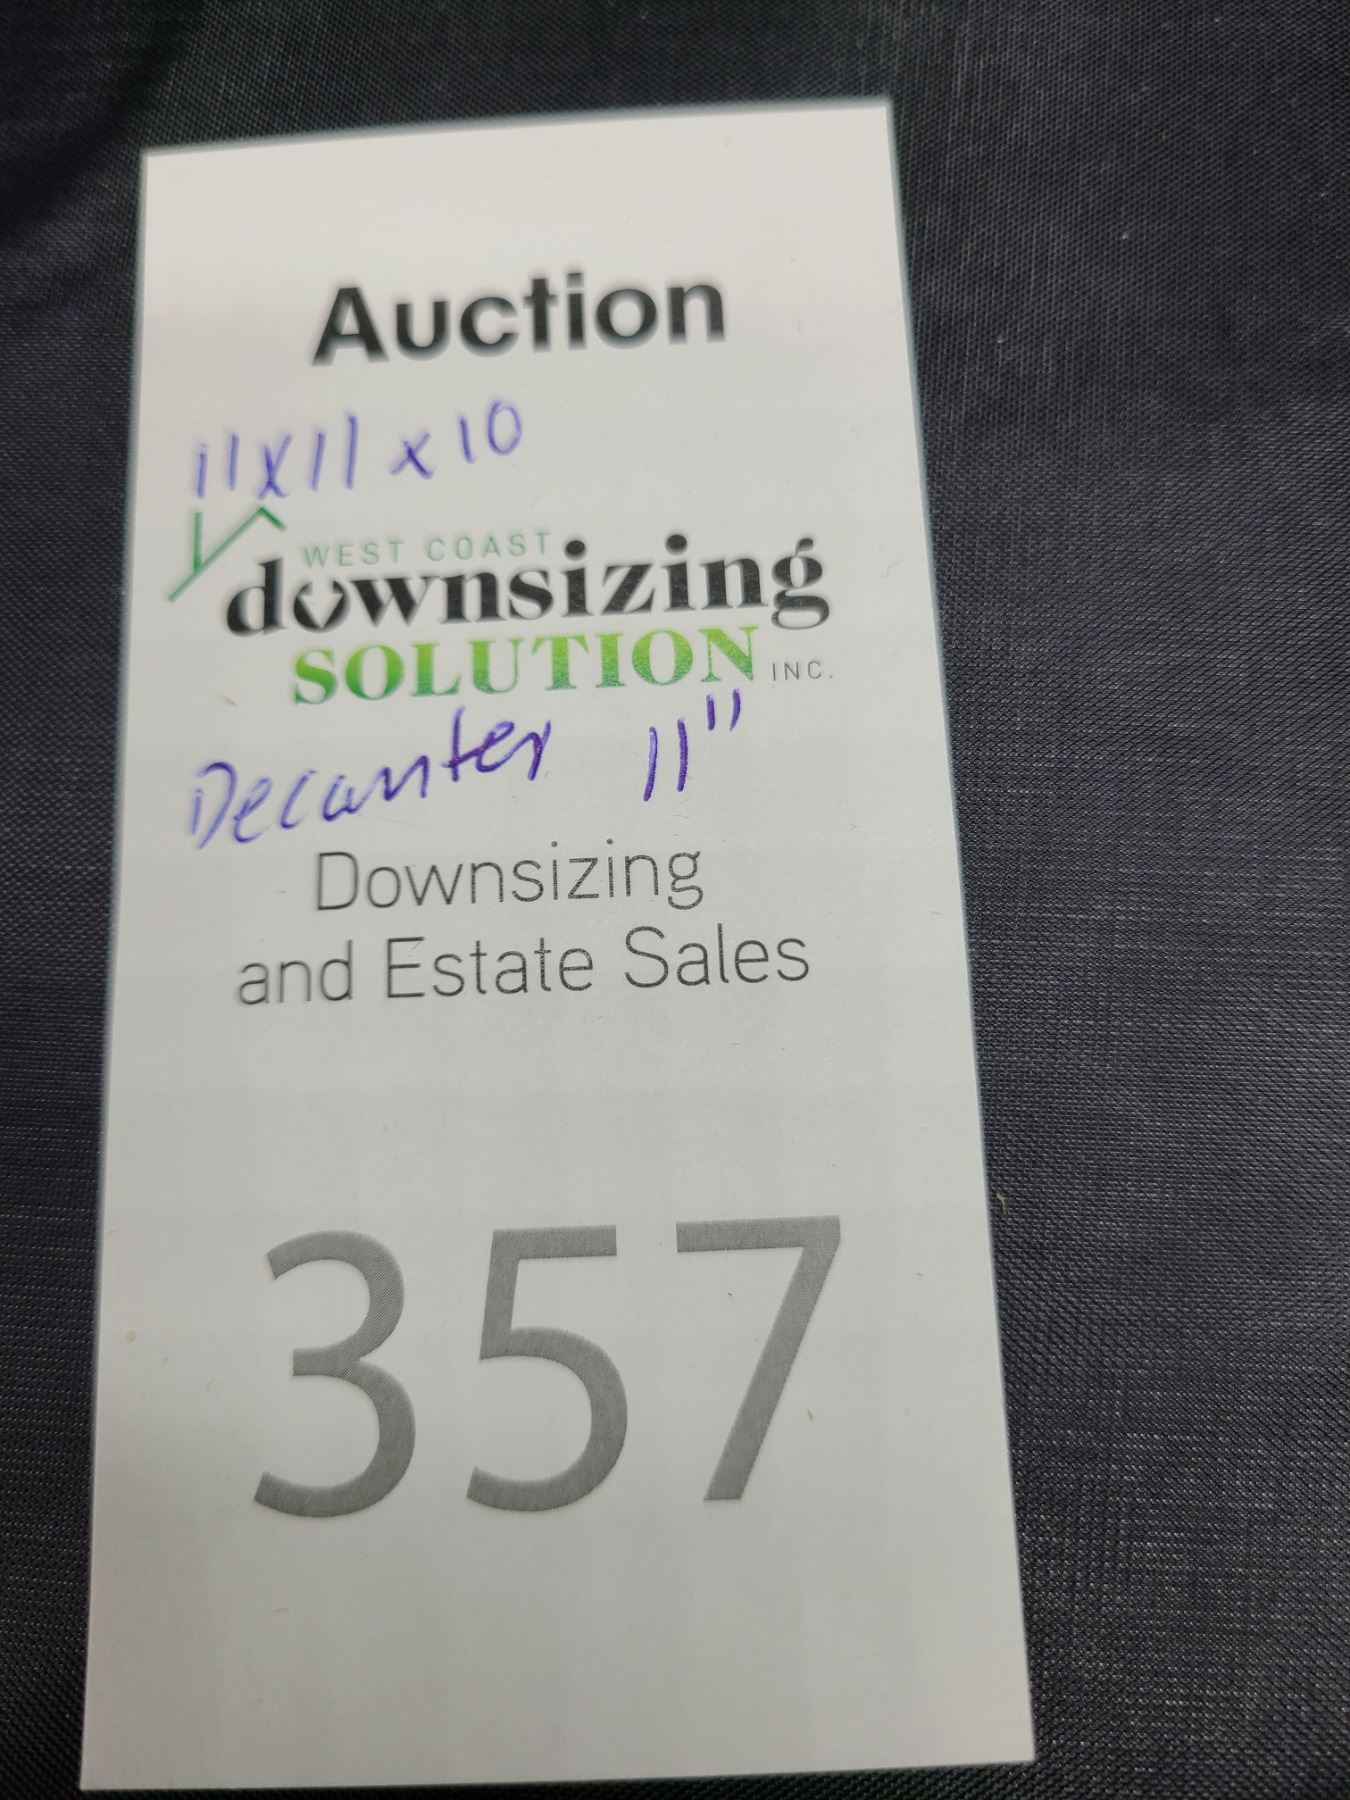 Auction
11x11 x 10
WEST COAST
downsizing
SOLUTION INC.
Decanter 11"
Downsizing
and Estate Sales
357